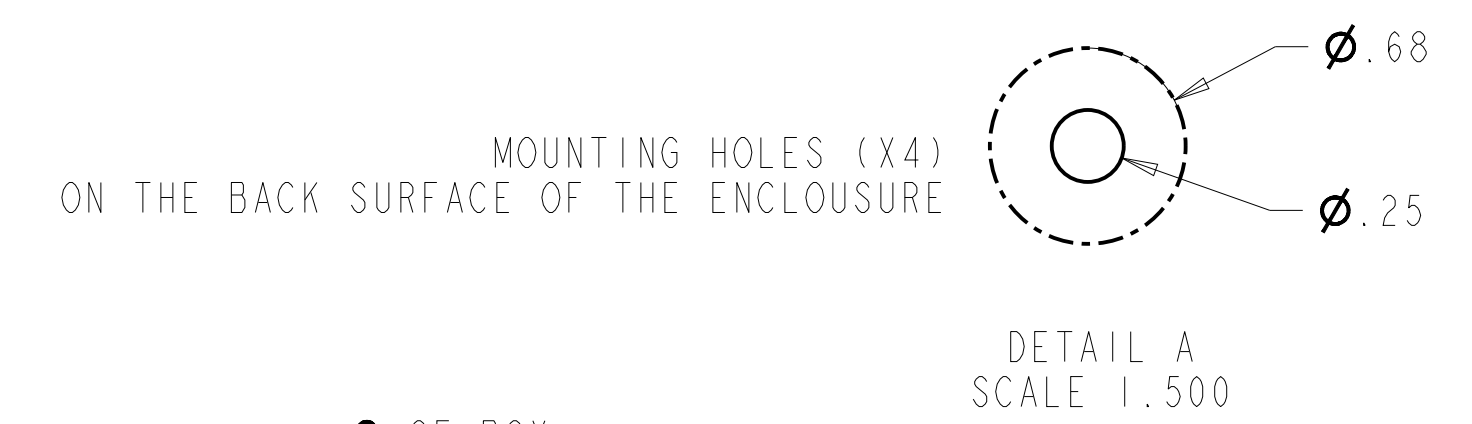 Ø.68
MOUNTING HOLES (X4)
ON THE BACK SURFACE OF THE ENCLOUSURE
Ø.25
DETAIL A
SCALE 1.500